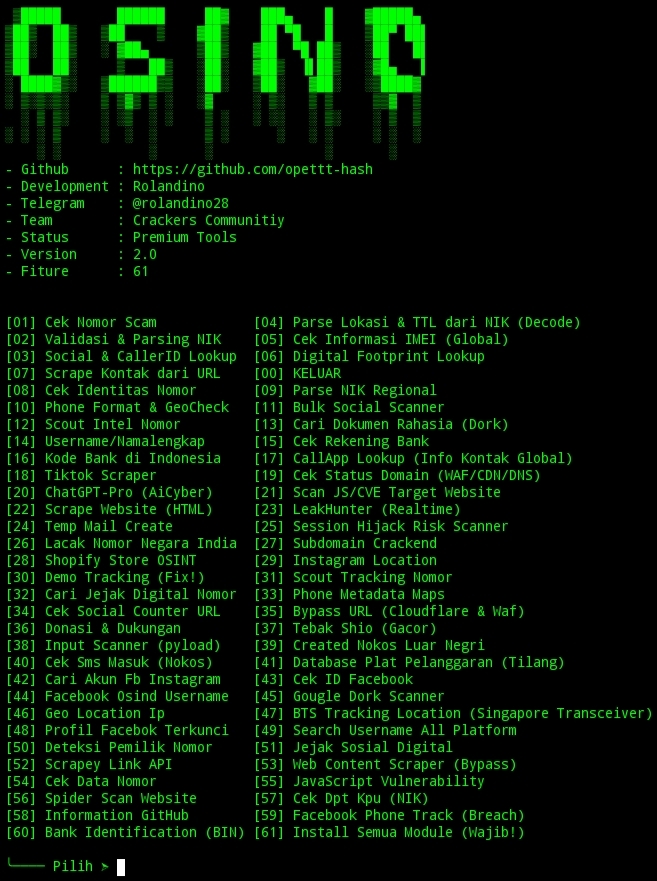 OSIND
- Github      : https://github.com/opettt-hash
- Development : Rolandino
- Telegram    : @rolandino28
- Team        : Crackers Communitiy
- Status      : Premium Tools
- Version     : 2.0
- Fiture      : 61
[01] Cek Nomor Scam            [04] Parse Lokasi & TTL dari NIK (Decode)
[02] Validasi & Parsing NIK    [05] Cek Informasi IMEI (Global)
[03] Social & CallerID Lookup  [06] Digital Footprint Lookup
[07] Scrape Kontak dari URL    [00] KELUAR
[08] Cek Identitas Nomor       [09] Parse NIK Regional
[10] Phone Format & GeoCheck   [11] Bulk Social Scanner
[12] Scout Intel Nomor         [13] Cari Dokumen Rahasia (Dork)
[14] Username/Namalengkap      [15] Cek Rekening Bank
[16] Kode Bank di Indonesia    [17] CallApp Lookup (Info Kontak Global)
[18] Tiktok Scraper            [19] Cek Status Domain (WAF/CDN/DNS)
[20] ChatGPT-Pro (AiCyber)     [21] Scan JS/CVE Target Website
[22] Scrape Website (HTML)     [23] LeakHunter (Realtime)
[24] Temp Mail Create          [25] Session Hijack Risk Scanner
[26] Lacak Nomor Negara India  [27] Subdomain Crackend
[28] Shopify Store OSINT       [29] Instagram Location
[30] Demo Tracking (Fix!)      [31] Scout Tracking Nomor
[32] Cari Jejak Digital Nomor  [33] Phone Metadata Maps
[34] Cek Social Counter URL    [35] Bypass URL (Cloudflare & Waf)
[36] Donasi & Dukungan         [37] Tebak Shio (Gacor)
[38] Input Scanner (pyload)    [39] Created Nokos Luar Negri
[40] Cek Sms Masuk (Nokos)     [41] Database Plat Pelanggaran (Tilang)
[42] Cari Akun Fb Instagram    [43] Cek ID Facebook
[44] Facebook Osind Username   [45] Gougle Dork Scanner
[46] Geo Location Ip           [47] BTS Tracking Location (Singapore Transceiver)
[48] Profil Facebok Terkunci   [49] Search Username All Platform
[50] Deteksi Pemilik Nomor     [51] Jejak Sosial Digital
[52] Scrapey Link API          [53] Web Content Scraper (Bypass)
[54] Cek Data Nomor            [55] JavaScript Vulnerability
[56] Spider Scan Website       [57] Cek Dpt Kpu (NIK)
[58] Information GitHub        [59] Facebook Phone Track (Breach)
[60] Bank Identification (BIN) [61] Install Semua Module (Wajib!)
╰──── Pilih ➤